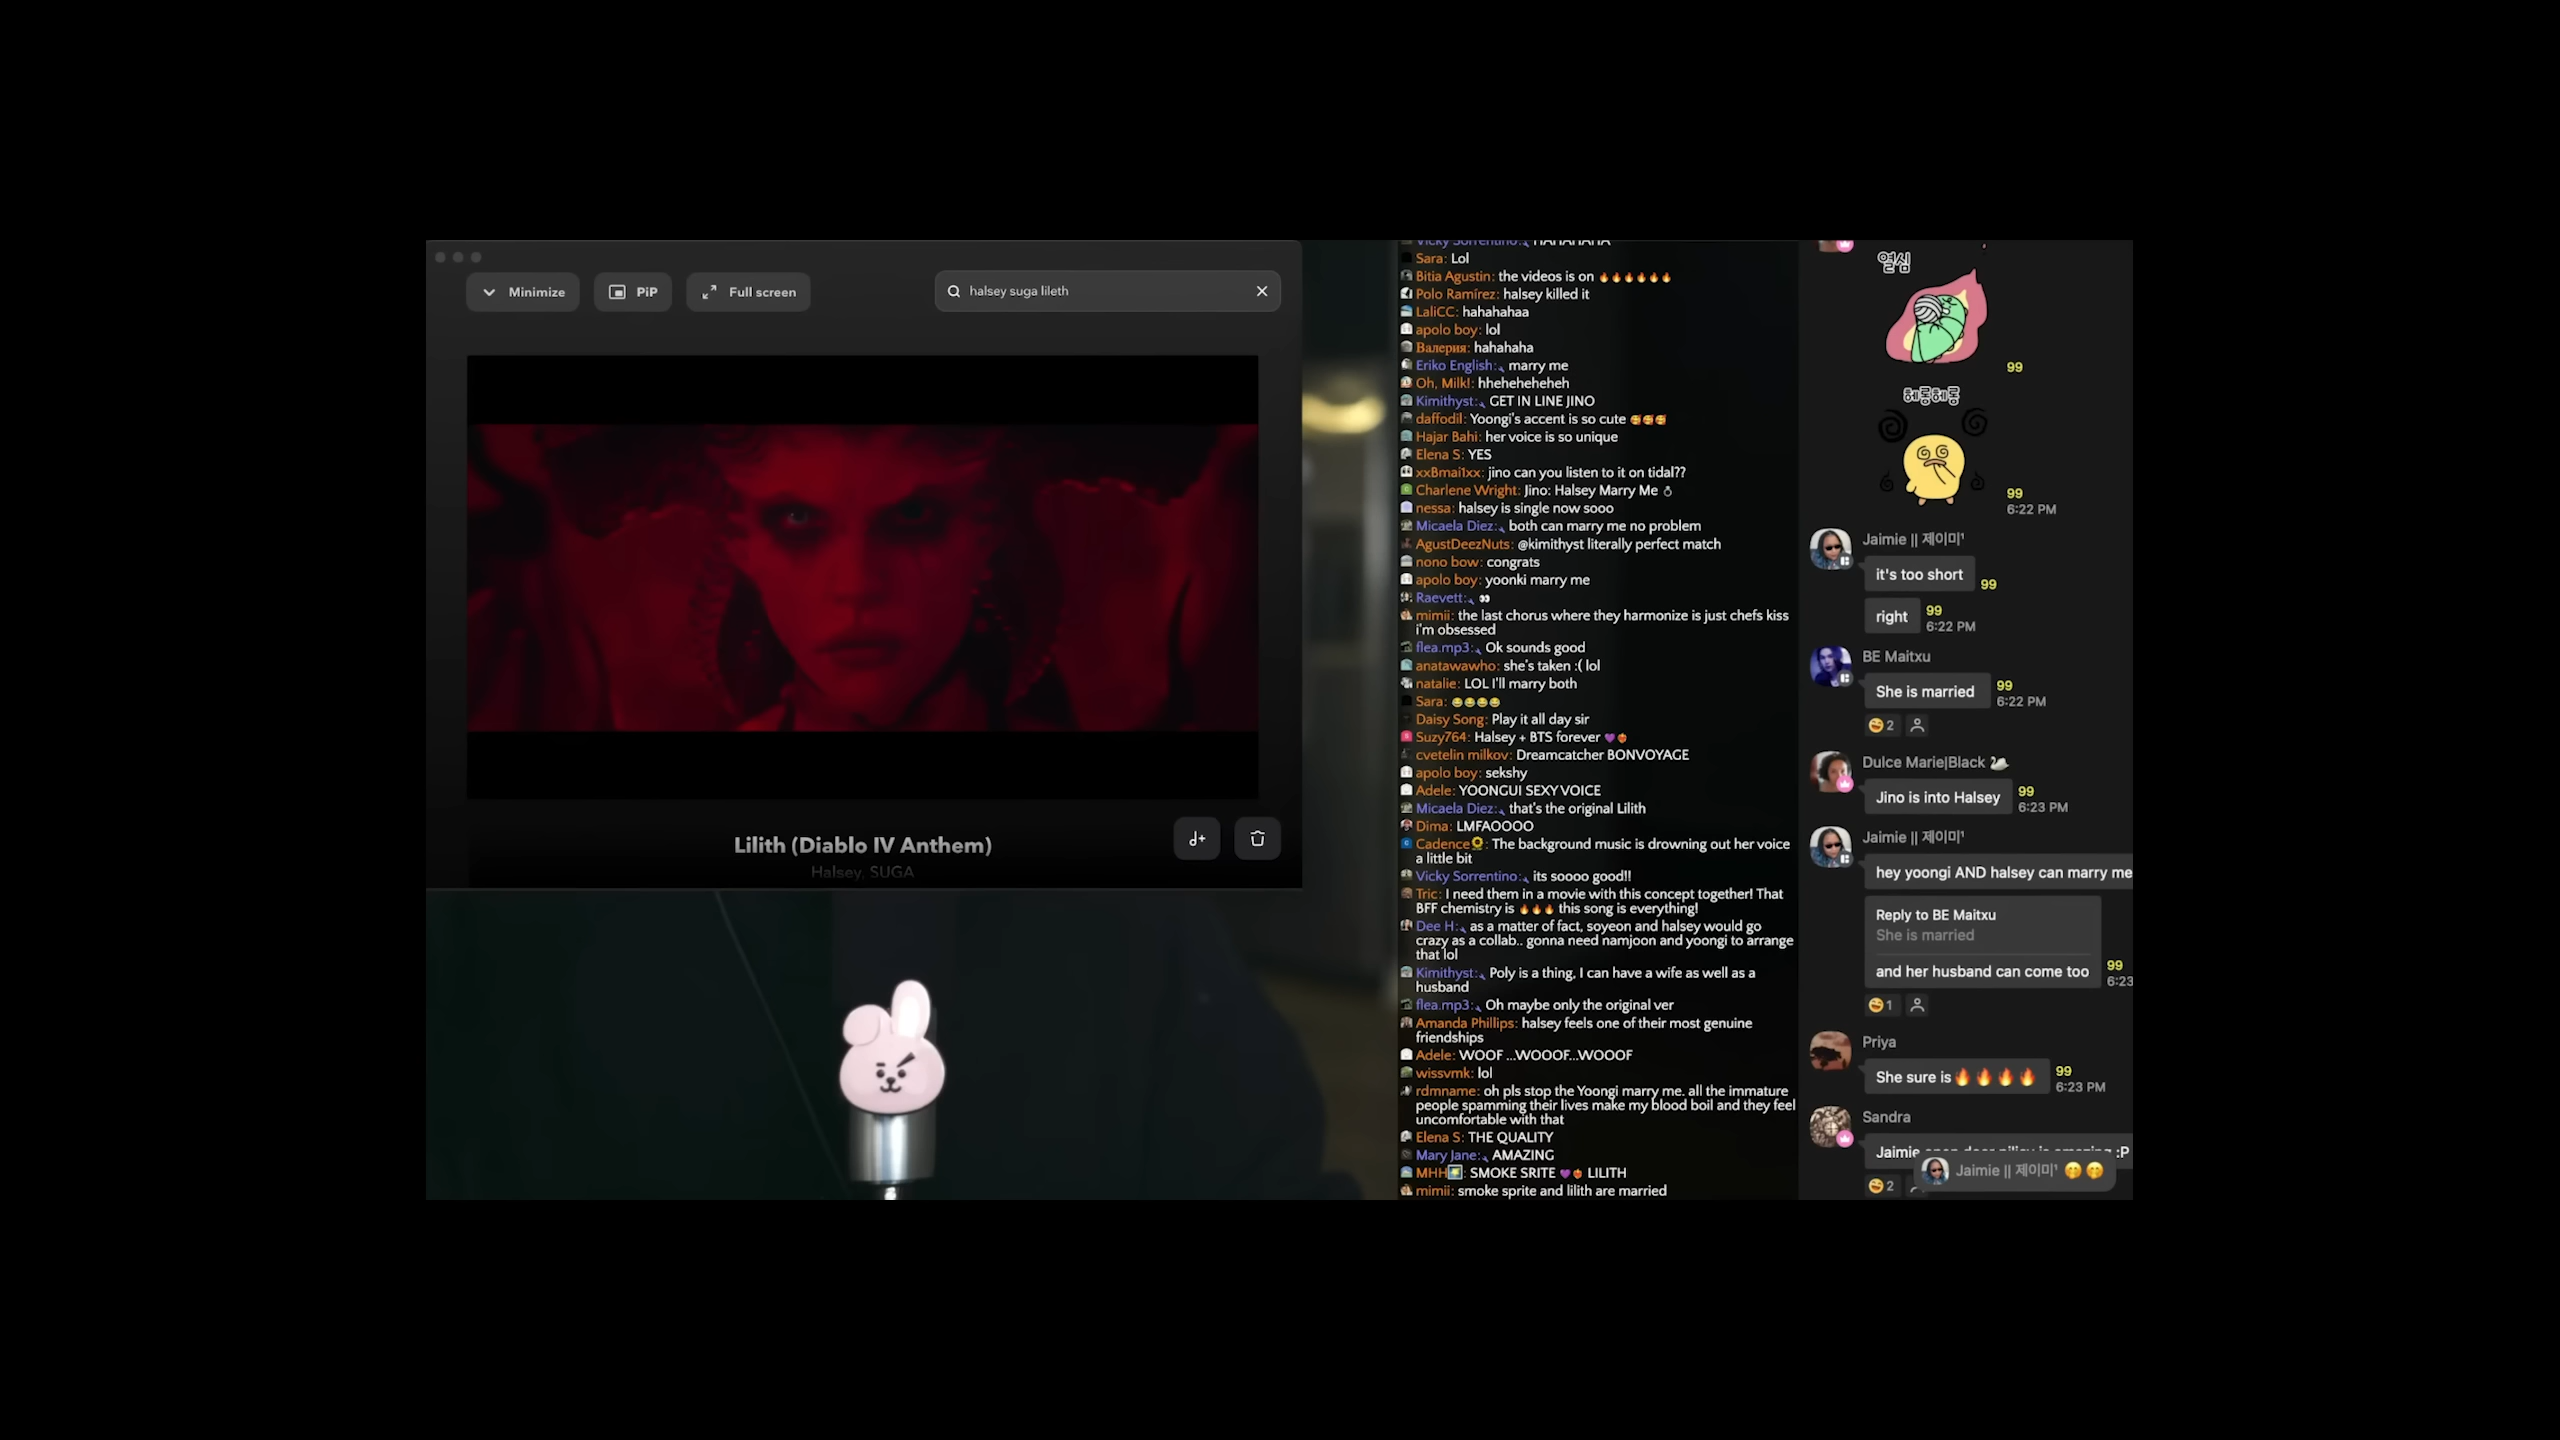 Minimize
PiP
Full screen
halsey suga lileth
Lilith (Diablo IV Anthem)
Halsey, SUGA
Vicky Sorrentino: HAHAHAHA
Sara: Lol
Bitia Agustin: the videos is on 🔥🔥🔥🔥🔥🔥
Polo Ramírez: halsey killed it
LaliCC: hahahahaa
apolo boy: lol
Валерия: hahahaha
Eriko English: marry me
Oh, Milk!: hheheheheheh
Kimithyst: GET IN LINE JINO
daffodil: Yoongi's accent is so cute 🥰🥰🥰
Hajar Bahi: her voice is so unique
Elena S: YES
xxBmai1xx: jino can you listen to it on tidal??
Charlene Wright: Jino: Halsey Marry Me 💍
nessa: halsey is single now sooo
Micaela Diez: both can marry me no problem
AgustDeezNuts: @kimithyst literally perfect match
nono bow: congrats
apolo boy: yoonki marry me
Raevett: 👀
mimii: the last chorus where they harmonize is just chefs kiss
i'm obsessed
flea.mp3: Ok sounds good
anatawawho: she's taken :( lol
natalie: LOL I'll marry both
Sara: 😂😂😂😂
Daisy Song: Play it all day sir
Suzy764: Halsey + BTS forever 💜❤️‍🔥
cvetelin milkov: Dreamcatcher BONVOYAGE
apolo boy: sekshy
Adele: YOONGUI SEXY VOICE
Micaela Diez: that's the original Lilith
Dima: LMFAOOOO
Cadence🌻: The background music is drowning out her voice
a little bit
Vicky Sorrentino: its soooo good!!
Tric: I need them in a movie with this concept together! That
BFF chemistry is 🔥🔥🔥 this song is everything!
Dee H: as a matter of fact, soyeon and halsey would go
crazy as a collab.. gonna need namjoon and yoongi to arrange
that lol
Kimithyst: Poly is a thing, I can have a wife as well as a
husband
flea.mp3: Oh maybe only the original ver
Amanda Phillips: halsey feels one of their most genuine
friendships
Adele: WOOF ...WOOOF...WOOOF
wissvmk: lol
rdmname: oh pls stop the Yoongi marry me. all the immature
people spamming their lives make my blood boil and they feel
uncomfortable with that
Elena S: THE QUALITY
Mary Jane: AMAZING
MHH: SMOKE SRITE 💜❤️‍🔥 LILITH
mimii: smoke sprite and lilith are married
열심
99
헤롱헤롱
99
6:22 PM
Jaimie || 제이미¹
it's too short
99
right
99
6:22 PM
BE Maitxu
She is married
99
6:22 PM
😆 2
Dulce Marie|Black 🦢
Jino is into Halsey
99
6:23 PM
Jaimie || 제이미¹
hey yoongi AND halsey can marry me
Reply to BE Maitxu
She is married
and her husband can come too
99
6:23
😆 1
Priya
She sure is🔥🔥🔥🔥
99
6:23 PM
Sandra
Jaimie :P
😆 2
Jaimie || 제이미¹ 🤭🤭